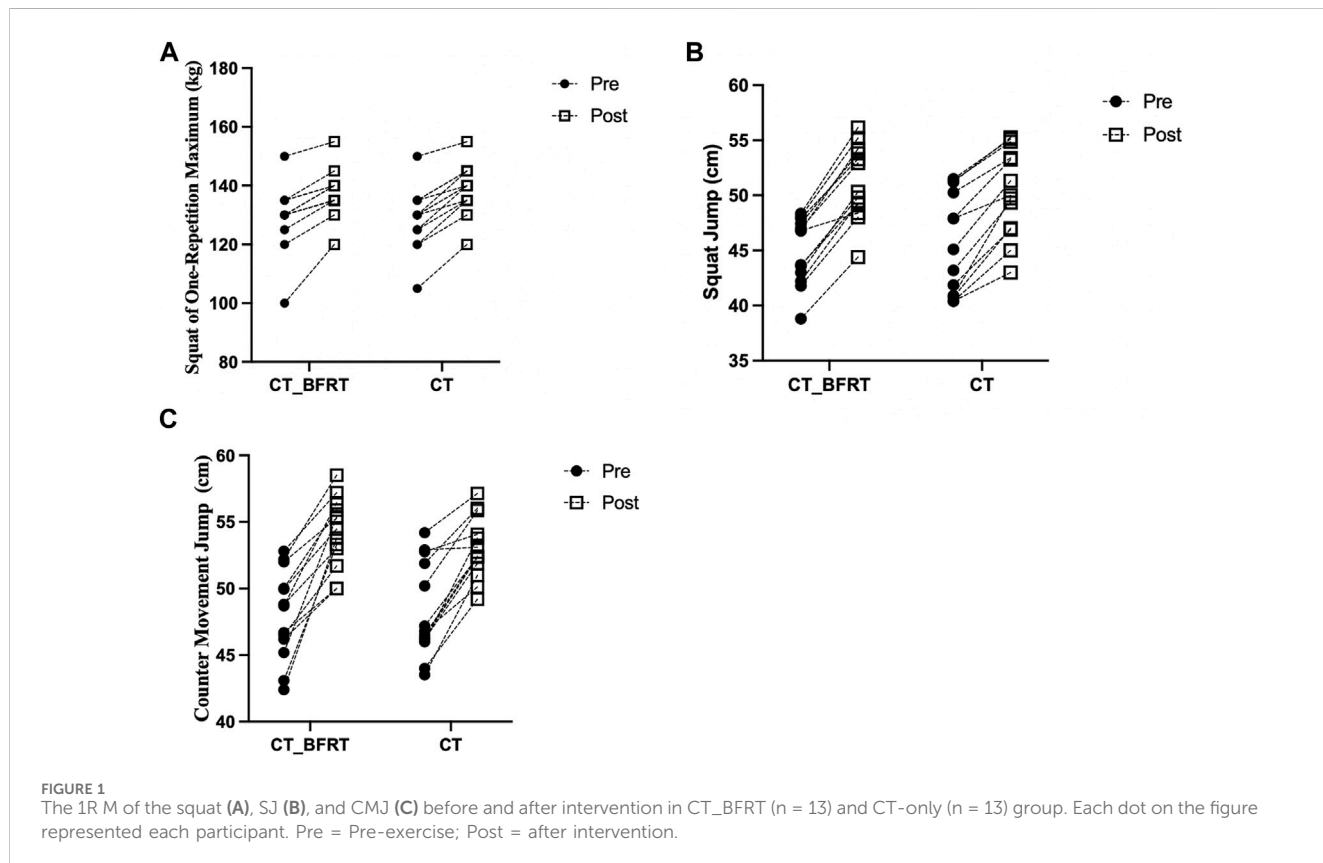 A
Squat of One-Repetition Maximum (kg)
180
160
140
120
100
80
CT_BFRT
CT
Pre
Post
B
Squat Jump (cm)
60
55
50
45
40
35
CT_BFRT
CT
Pre
Post
C
Counter Movement Jump (cm)
60
55
50
45
40
CT_BFRT
CT
Pre
Post
FIGURE 1
The 1R M of the squat (A), SJ (B), and CMJ (C) before and after intervention in CT_BFRT (n = 13) and CT-only (n = 13) group. Each dot on the figure
represented each participant. Pre = Pre-exercise; Post = after intervention.